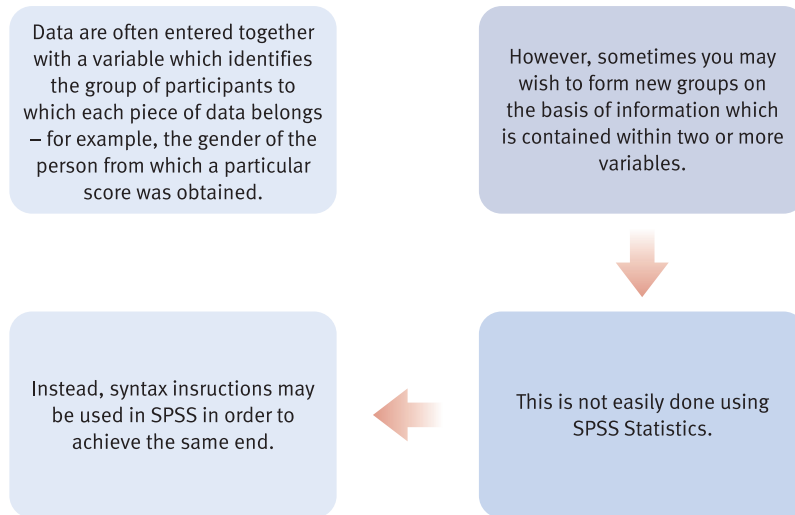 Data are often entered together
with a variable which identifies
the group of participants to
which each piece of data belongs
– for example, the gender of the
person from which a particular
score was obtained.
However, sometimes you may
wish to form new groups on
the basis of information which
is contained within two or more
variables.
This is not easily done using
SPSS Statistics.
Instead, syntax insructions may
be used in SPSS in order to
achieve the same end.